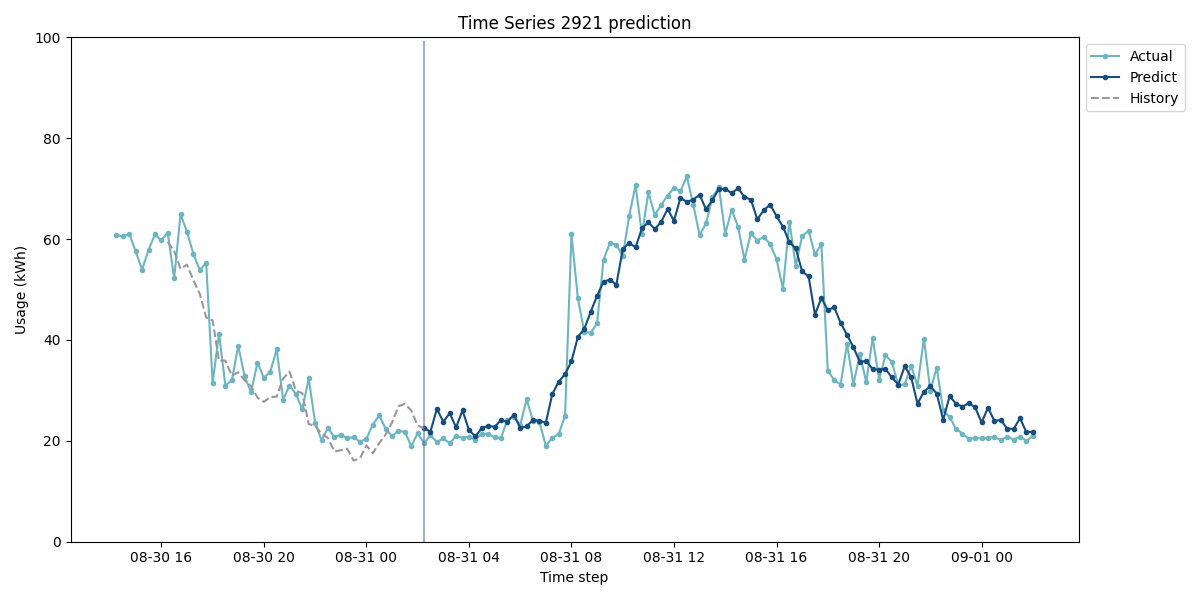 Time Series 2921 prediction
100
80
60
40
20
0
Usage (kWh)
08-30 16
08-30 20
08-31 00
08-31 04
08-31 08
08-31 12
08-31 16
08-31 20
09-01 00
Time step
Actual
Predict
History